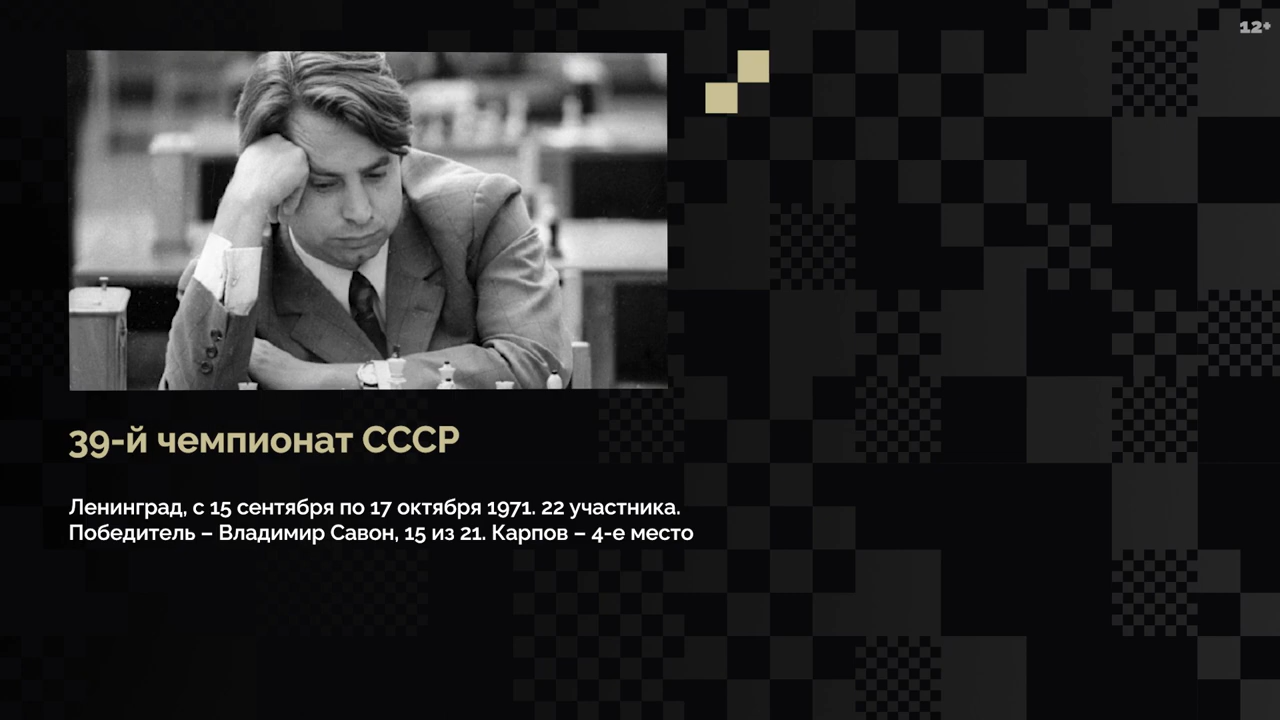 12+
39-й чемпионат СССР
Ленинград, с 15 сентября по 17 октября 1971. 22 участника.
Победитель – Владимир Савон, 15 из 21. Карпов – 4-е место